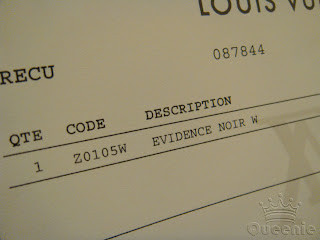 LOUIS VU
087844
RECU
QTE CODE DESCRIPTION
1 Z0105W EVIDENCE NOIR W
Queenie